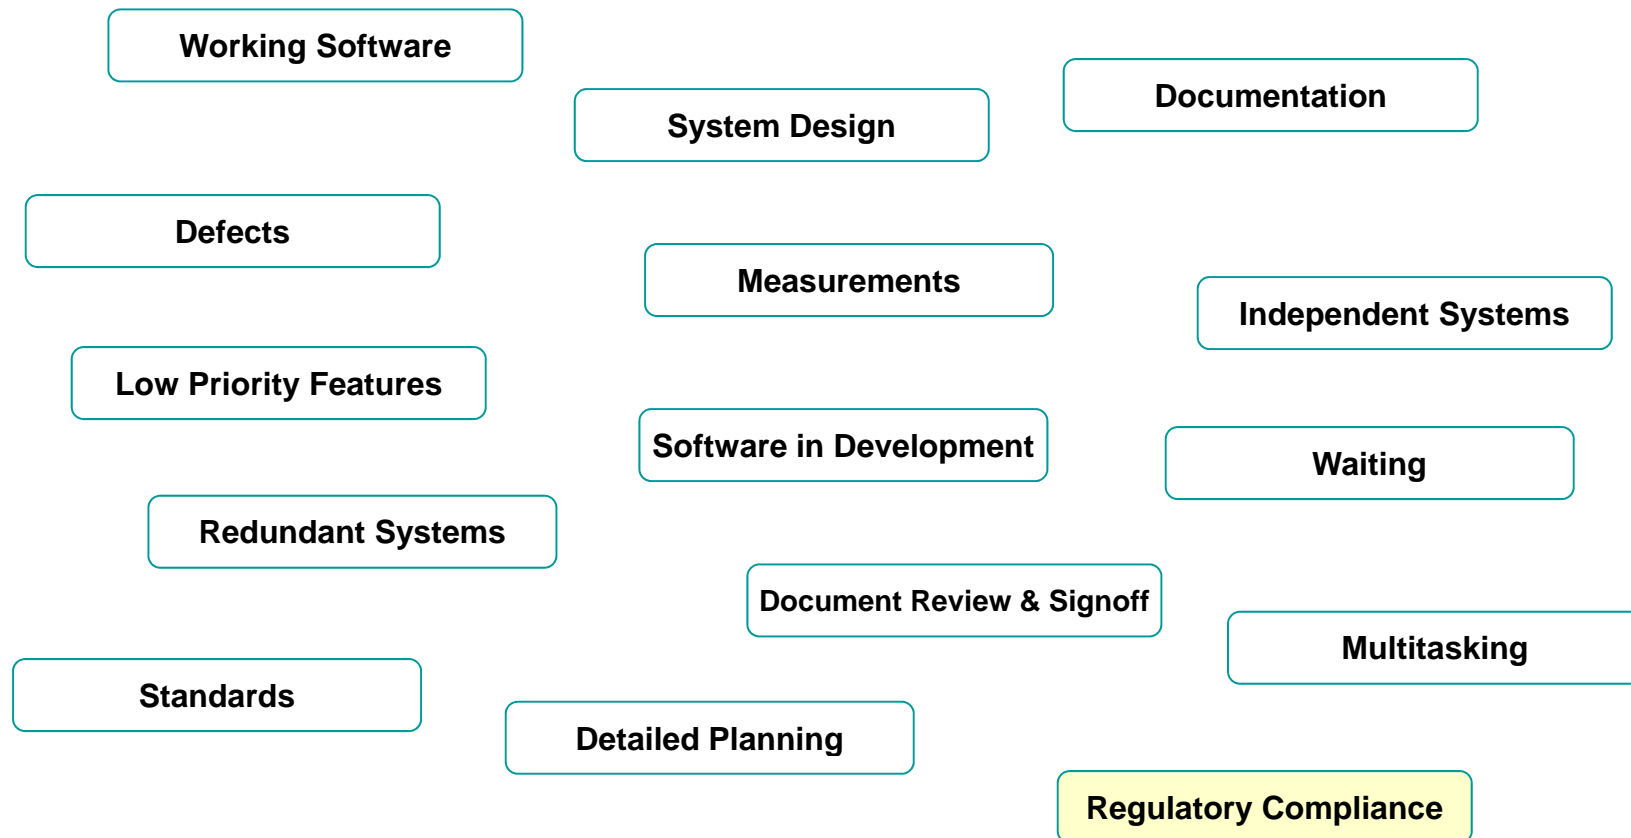 Working Software
Documentation
System Design
Defects
Measurements
Independent Systems
Low Priority Features
Software in Development
Waiting
Redundant Systems
Document Review & Signoff
Multitasking
Standards
Detailed Planning
Regulatory Compliance